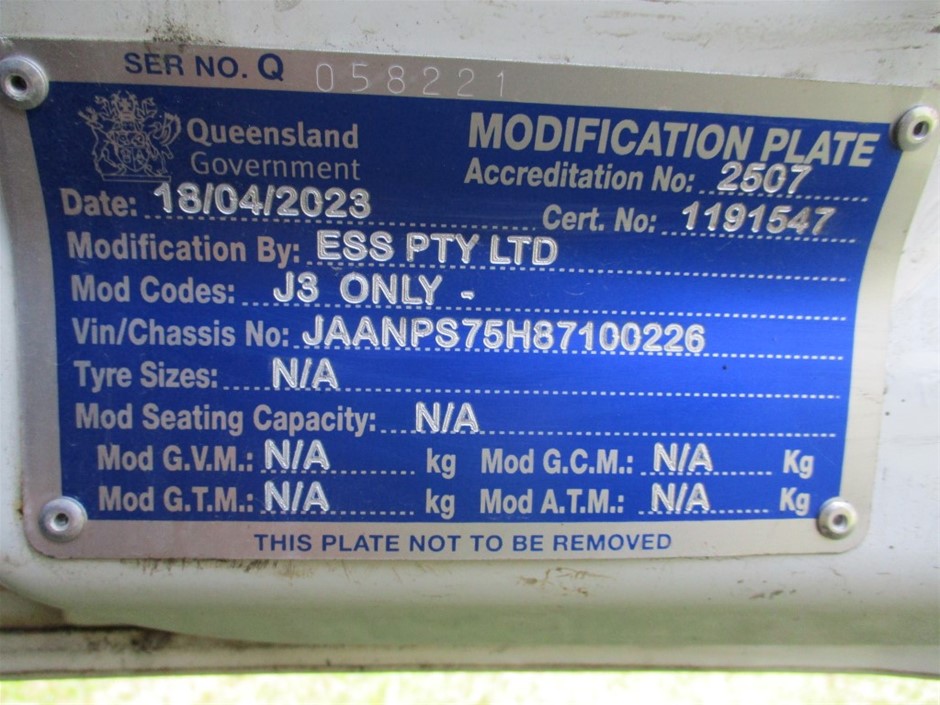 SER NO. Q 058221
Queensland Government
MODIFICATION PLATE
Accreditation No: 2507
Date: 18/04/2023 Cert. No: 1191547
Modification By: ESS PTY LTD
Mod Codes: J3 ONLY -
Vin/Chassis No: JAANPS75H87100226
Tyre Sizes: N/A
Mod Seating Capacity: N/A
Mod G.V.M.: N/A kg Mod G.C.M.: N/A Kg
Mod G.T.M.: N/A kg Mod A.T.M.: N/A Kg
THIS PLATE NOT TO BE REMOVED